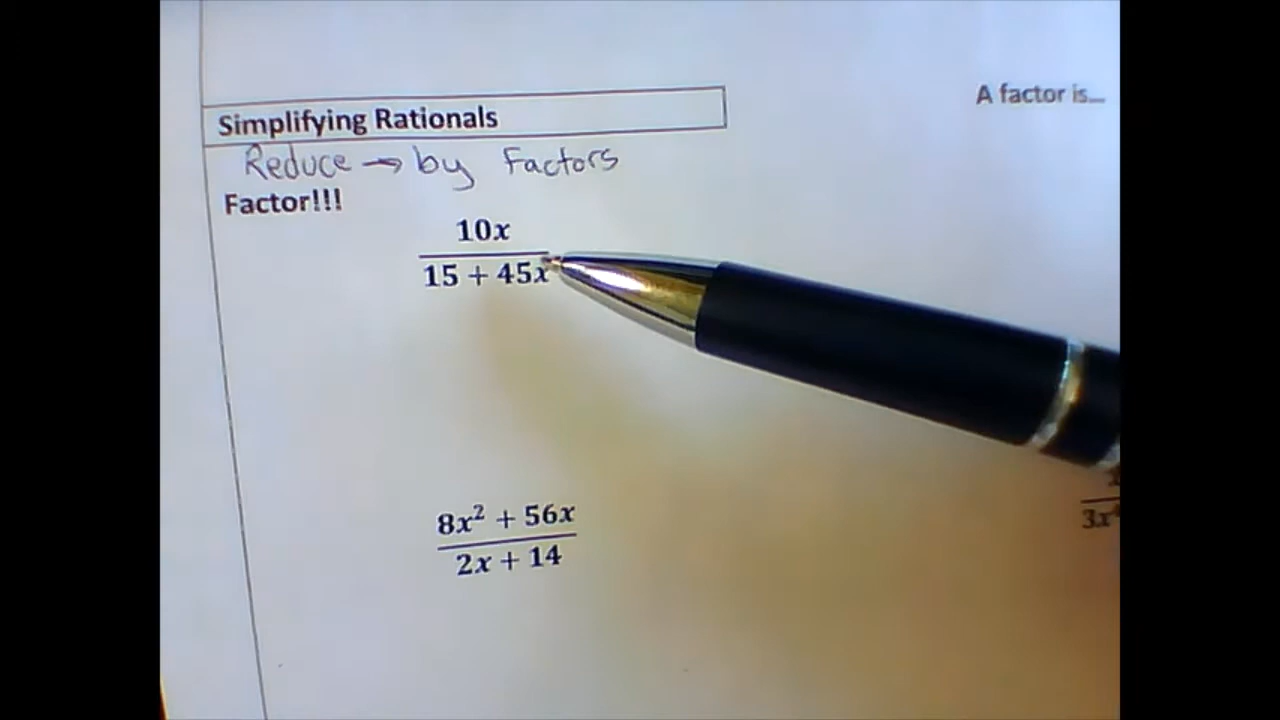 A factor is...
Simplifying Rationals
Reduce → by Factors
Factor!!!
10x
15 + 45x
8x² + 56x
2x + 14